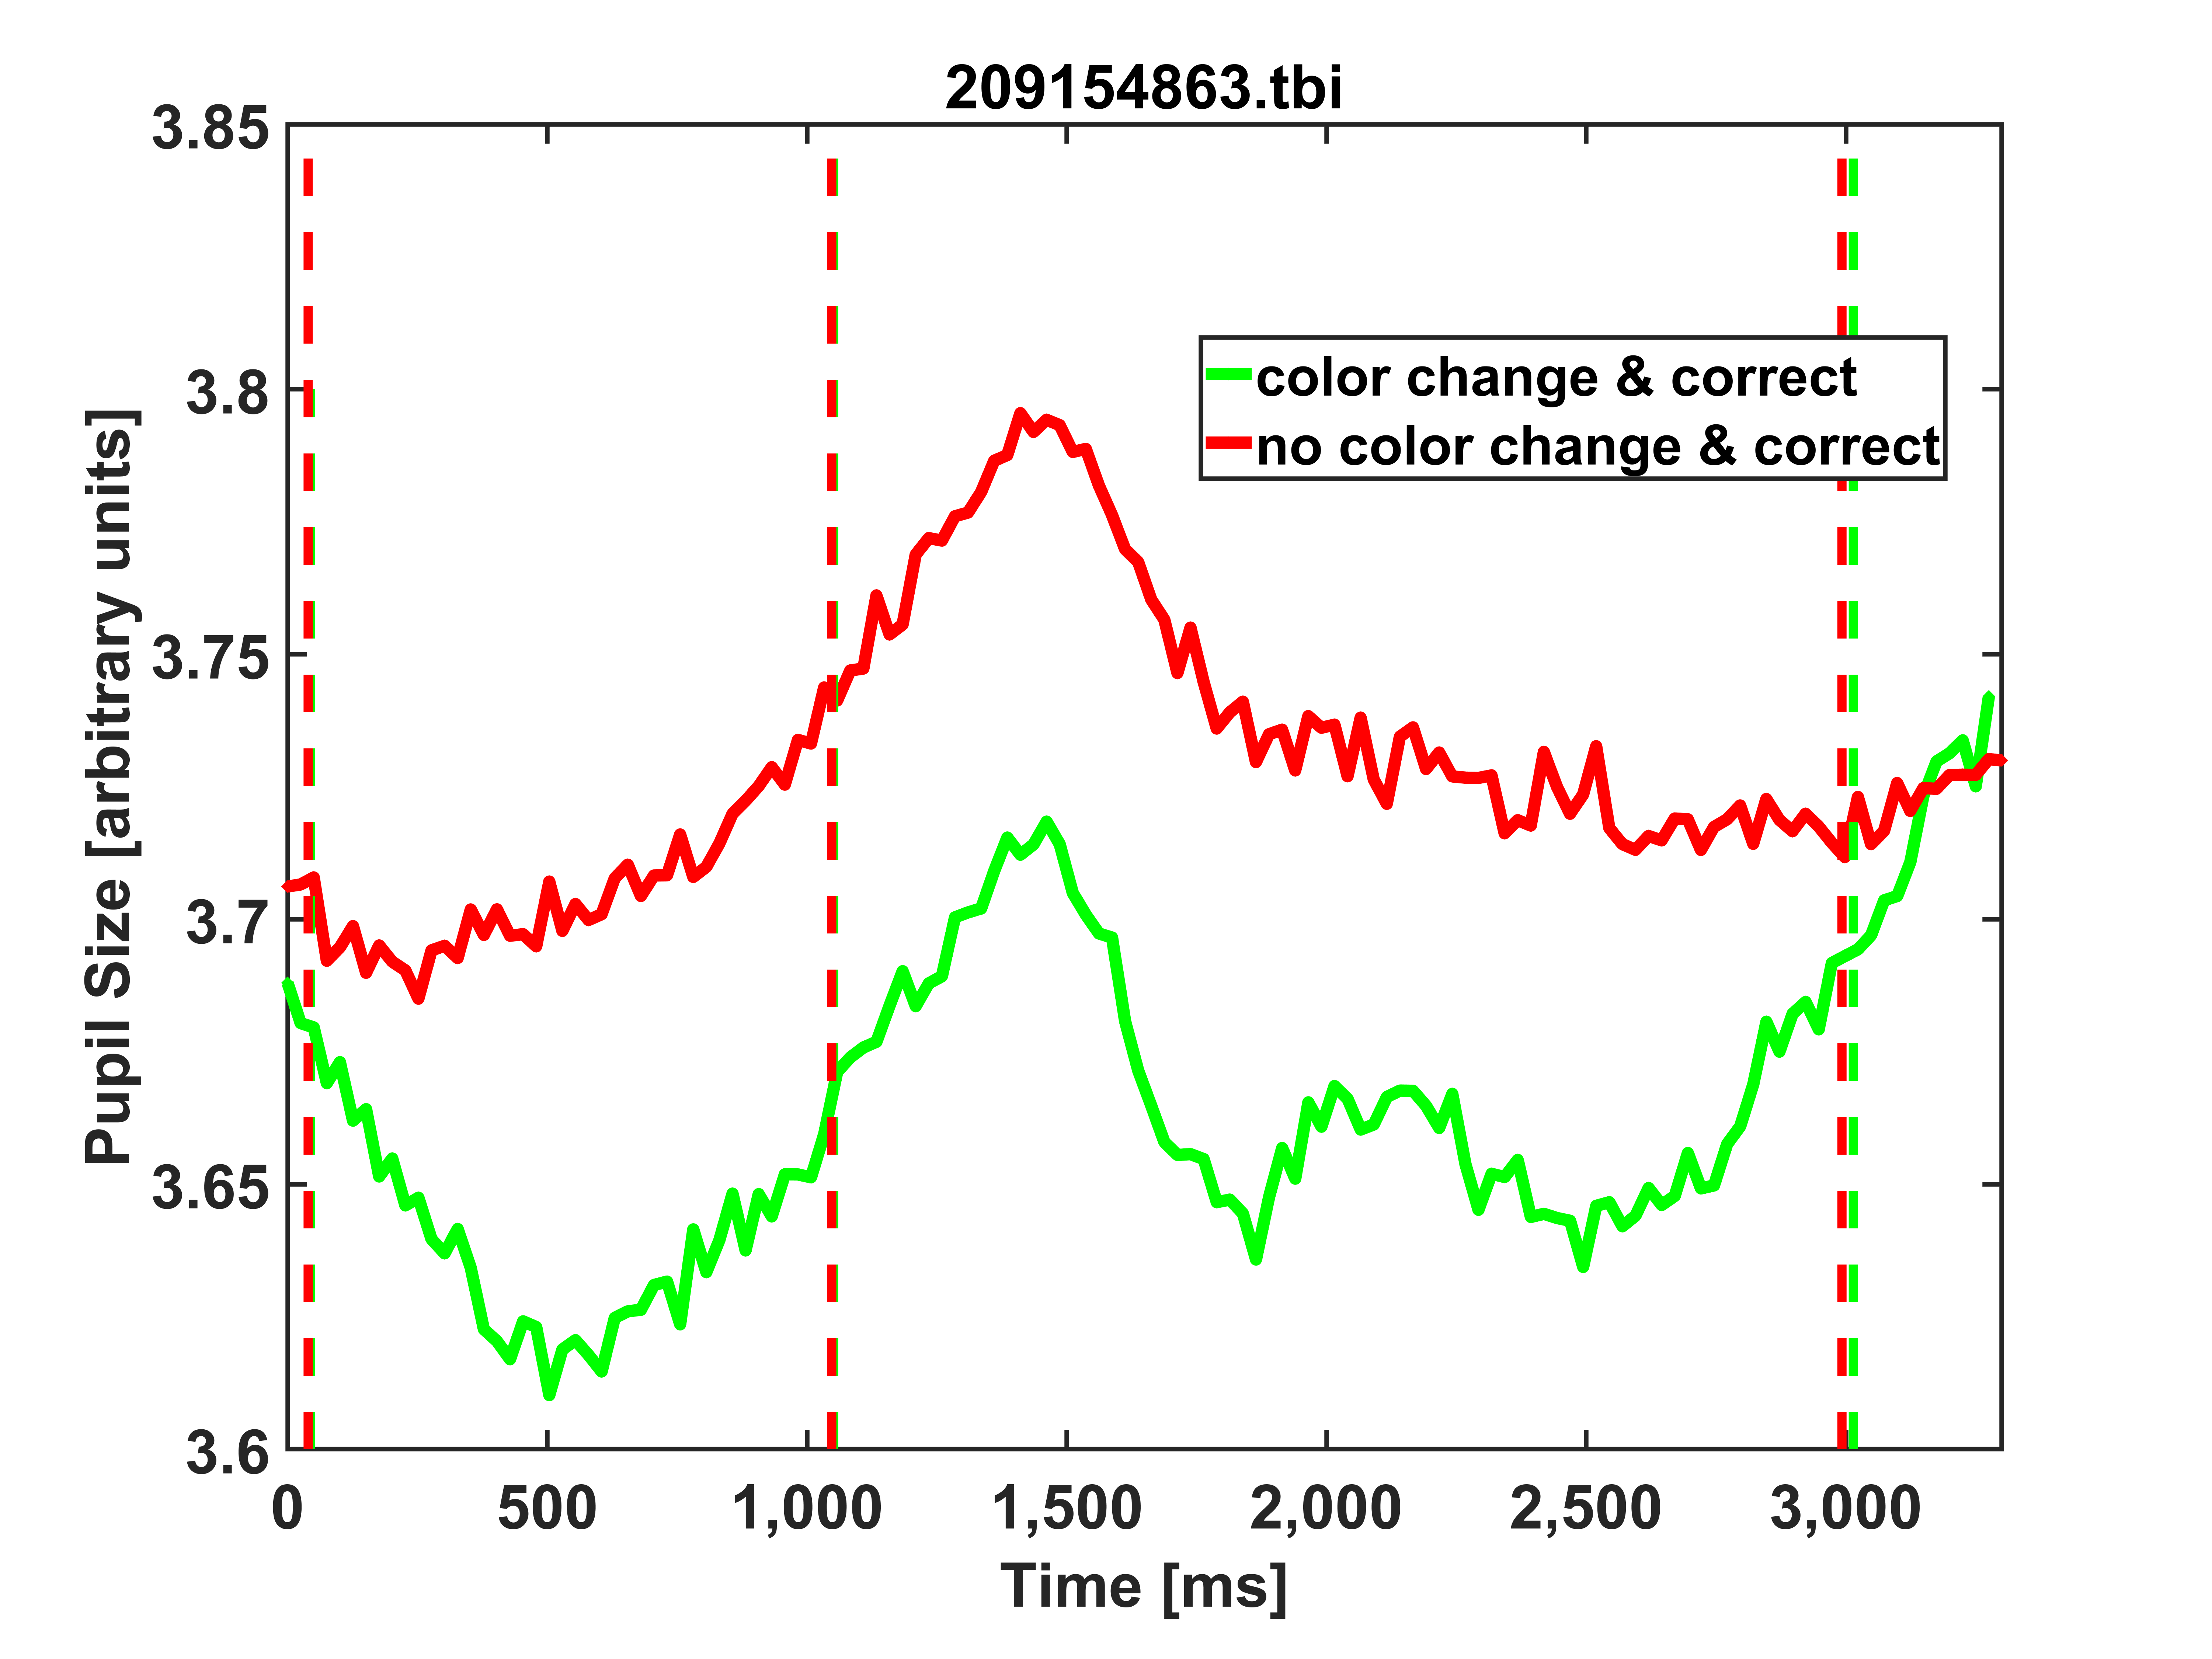 209154863.tbi
3.85
3.8
3.75
3.7
3.65
3.6
Pupil Size [arbitrary units]
color change & correct
no color change & correct
0 500 1,000 1,500 2,000 2,500 3,000
Time [ms]